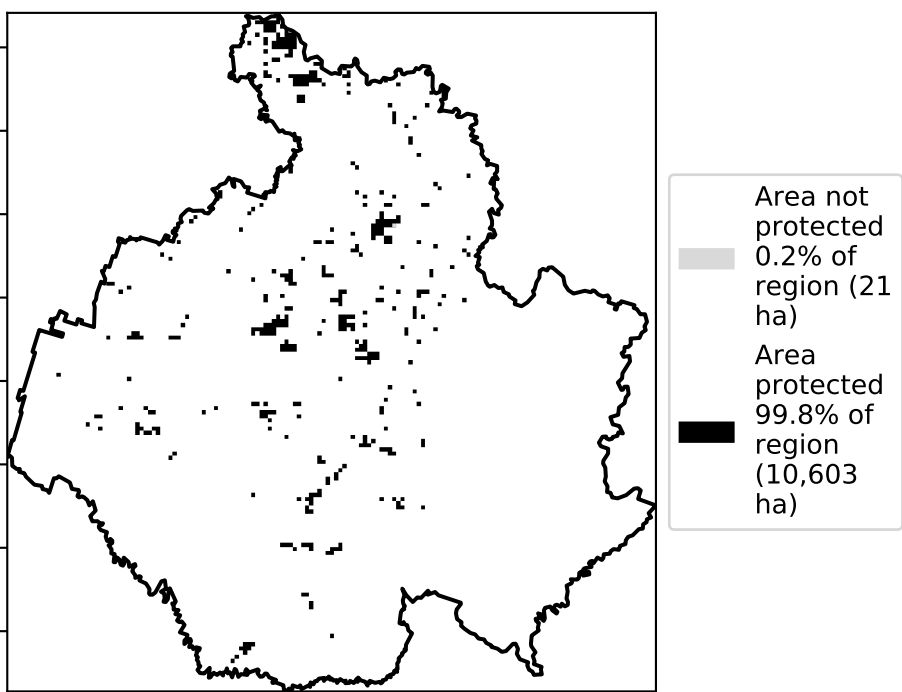 Area not
protected
0.2% of
region (21
ha)
Area
protected
99.8% of
region
(10,603
ha)